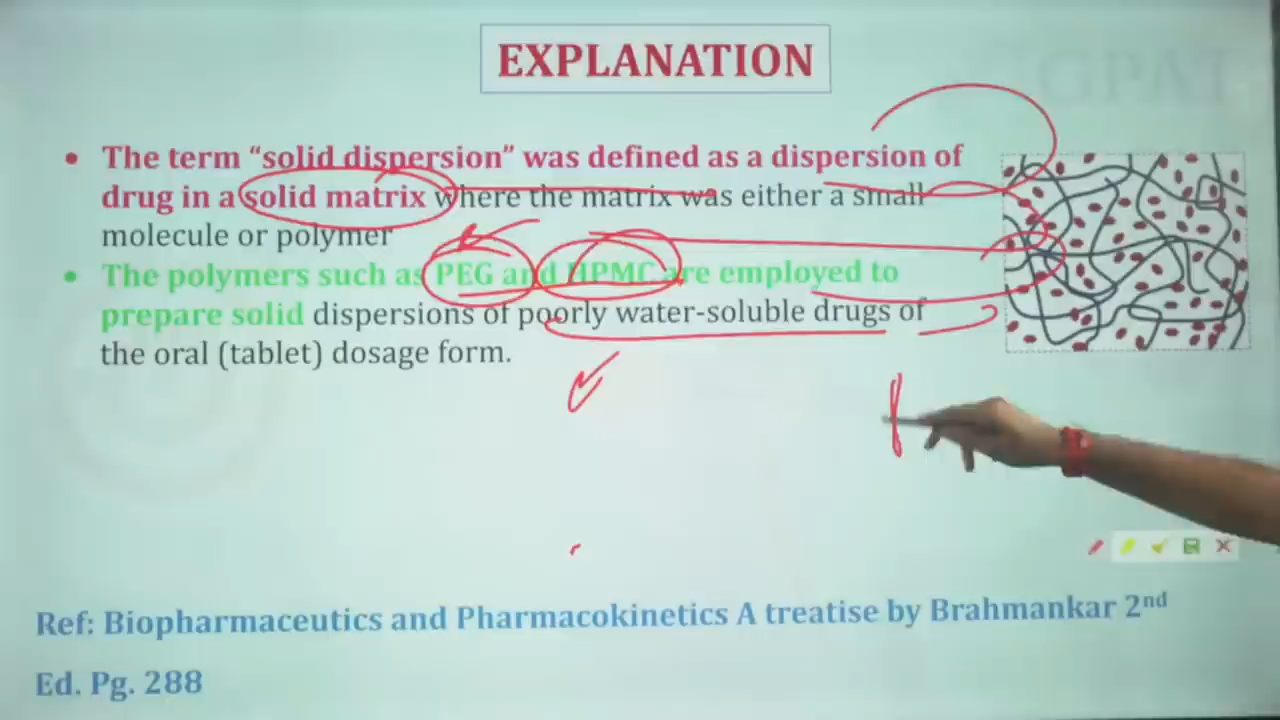 EXPLANATION
• The term “solid dispersion” was defined as a dispersion of
drug in a solid matrix where the matrix was either a small
molecule or polymer
• The polymers such as PEG and HPMC are employed to
prepare solid dispersions of poorly water-soluble drugs of
the oral (tablet) dosage form.
Ref: Biopharmaceutics and Pharmacokinetics A treatise by Brahmankar 2nd
Ed. Pg. 288